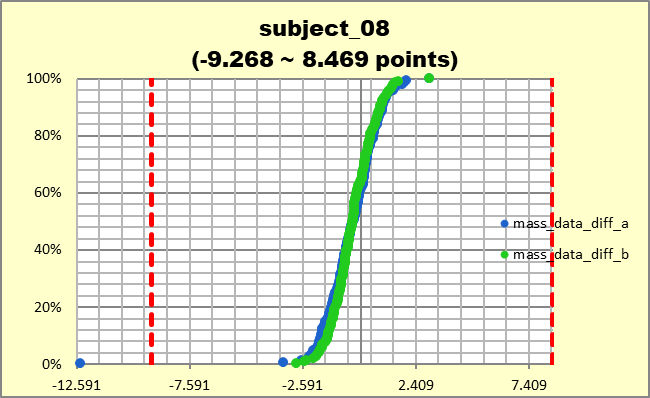 subject_08
(-9.268 ~ 8.469 points)
100%
80%
60%
40%
20%
0%
-12.591
-7.591
-2.591
2.409
7.409
mass_data_diff_a
mass_data_diff_b